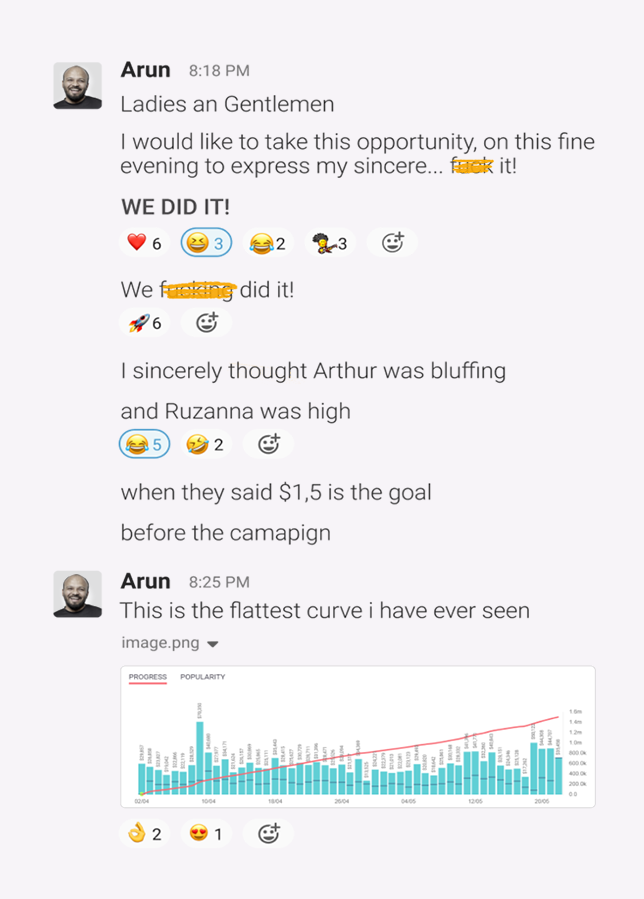 Arun 8:18 PM
Ladies an Gentlemen
I would like to take this opportunity, on this fine
evening to express my sincere... fuck it!
WE DID IT!
6 3 2 3
We fucking did it!
6
I sincerely thought Arthur was bluffing
and Ruzanna was high
5 2
when they said $1,5 is the goal
before the camapign
Arun 8:25 PM
This is the flattest curve i have ever seen
image.png
PROGRESS POPULARITY
1.6m
1.4m
1.2m
1.0m
800.0k
600.0k
400.0k
200.0k
0.0
02/04 10/04 18/04 26/04 04/05 12/05 20/05
2 1